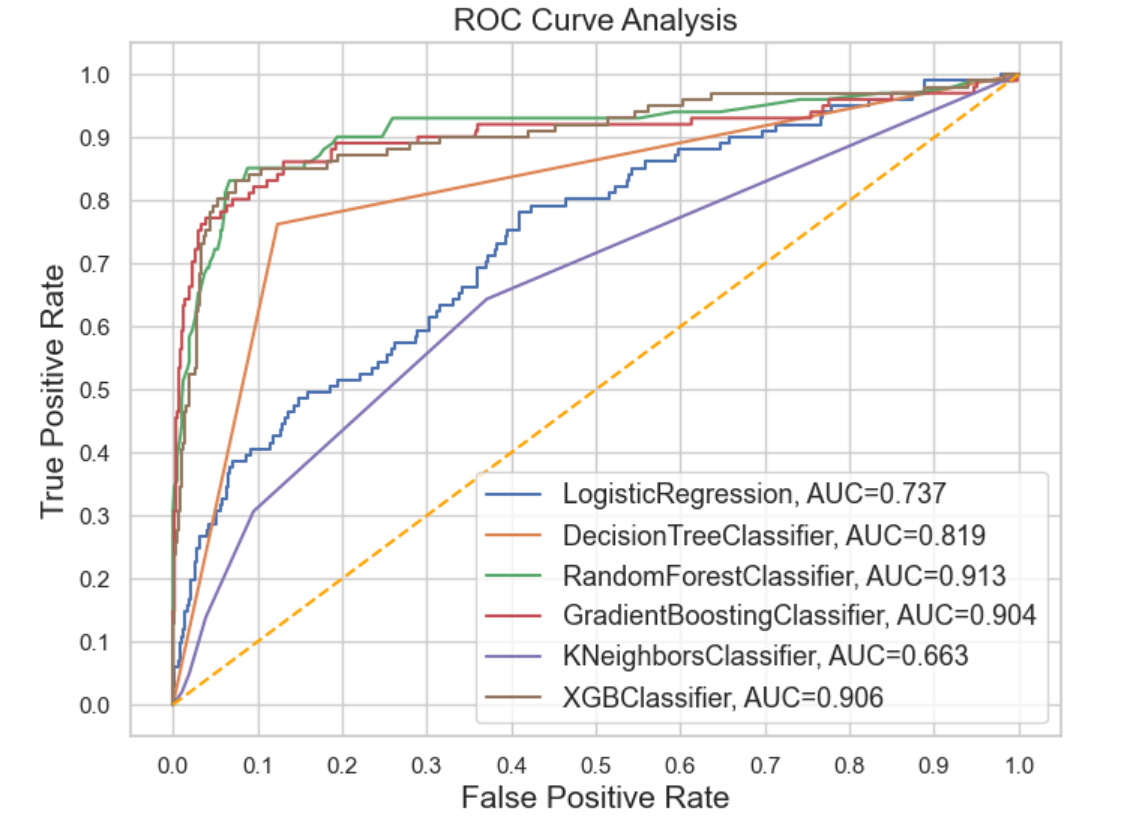 ROC Curve Analysis
True Positive Rate
1.0
0.9
0.8
0.7
0.6
0.5
0.4
0.3
0.2
0.1
0.0
LogisticRegression, AUC=0.737
DecisionTreeClassifier, AUC=0.819
RandomForestClassifier, AUC=0.913
GradientBoostingClassifier, AUC=0.904
KNeighborsClassifier, AUC=0.663
XGBClassifier, AUC=0.906
0.0 0.1 0.2 0.3 0.4 0.5 0.6 0.7 0.8 0.9 1.0
False Positive Rate